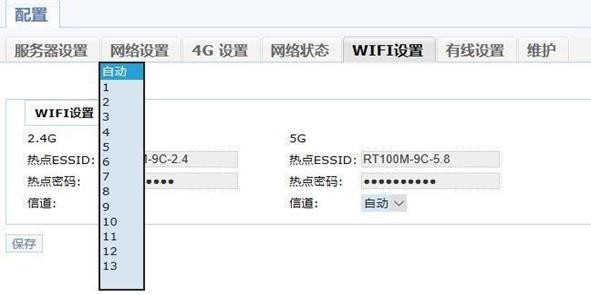 配置
服务器设置 网络设置 4G 设置 网络状态 WIFI设置 有线设置 维护
自动
1
2
3
4
5
6
7
8
9
10
11
12
13
WIFI设置
2.4G
热点ESSID: M-9C-2.4
热点密码: ●●●●
信道:
5G
热点ESSID: RT100M-9C-5.8
热点密码: ●●●●●●●●●●
信道: 自动
保存